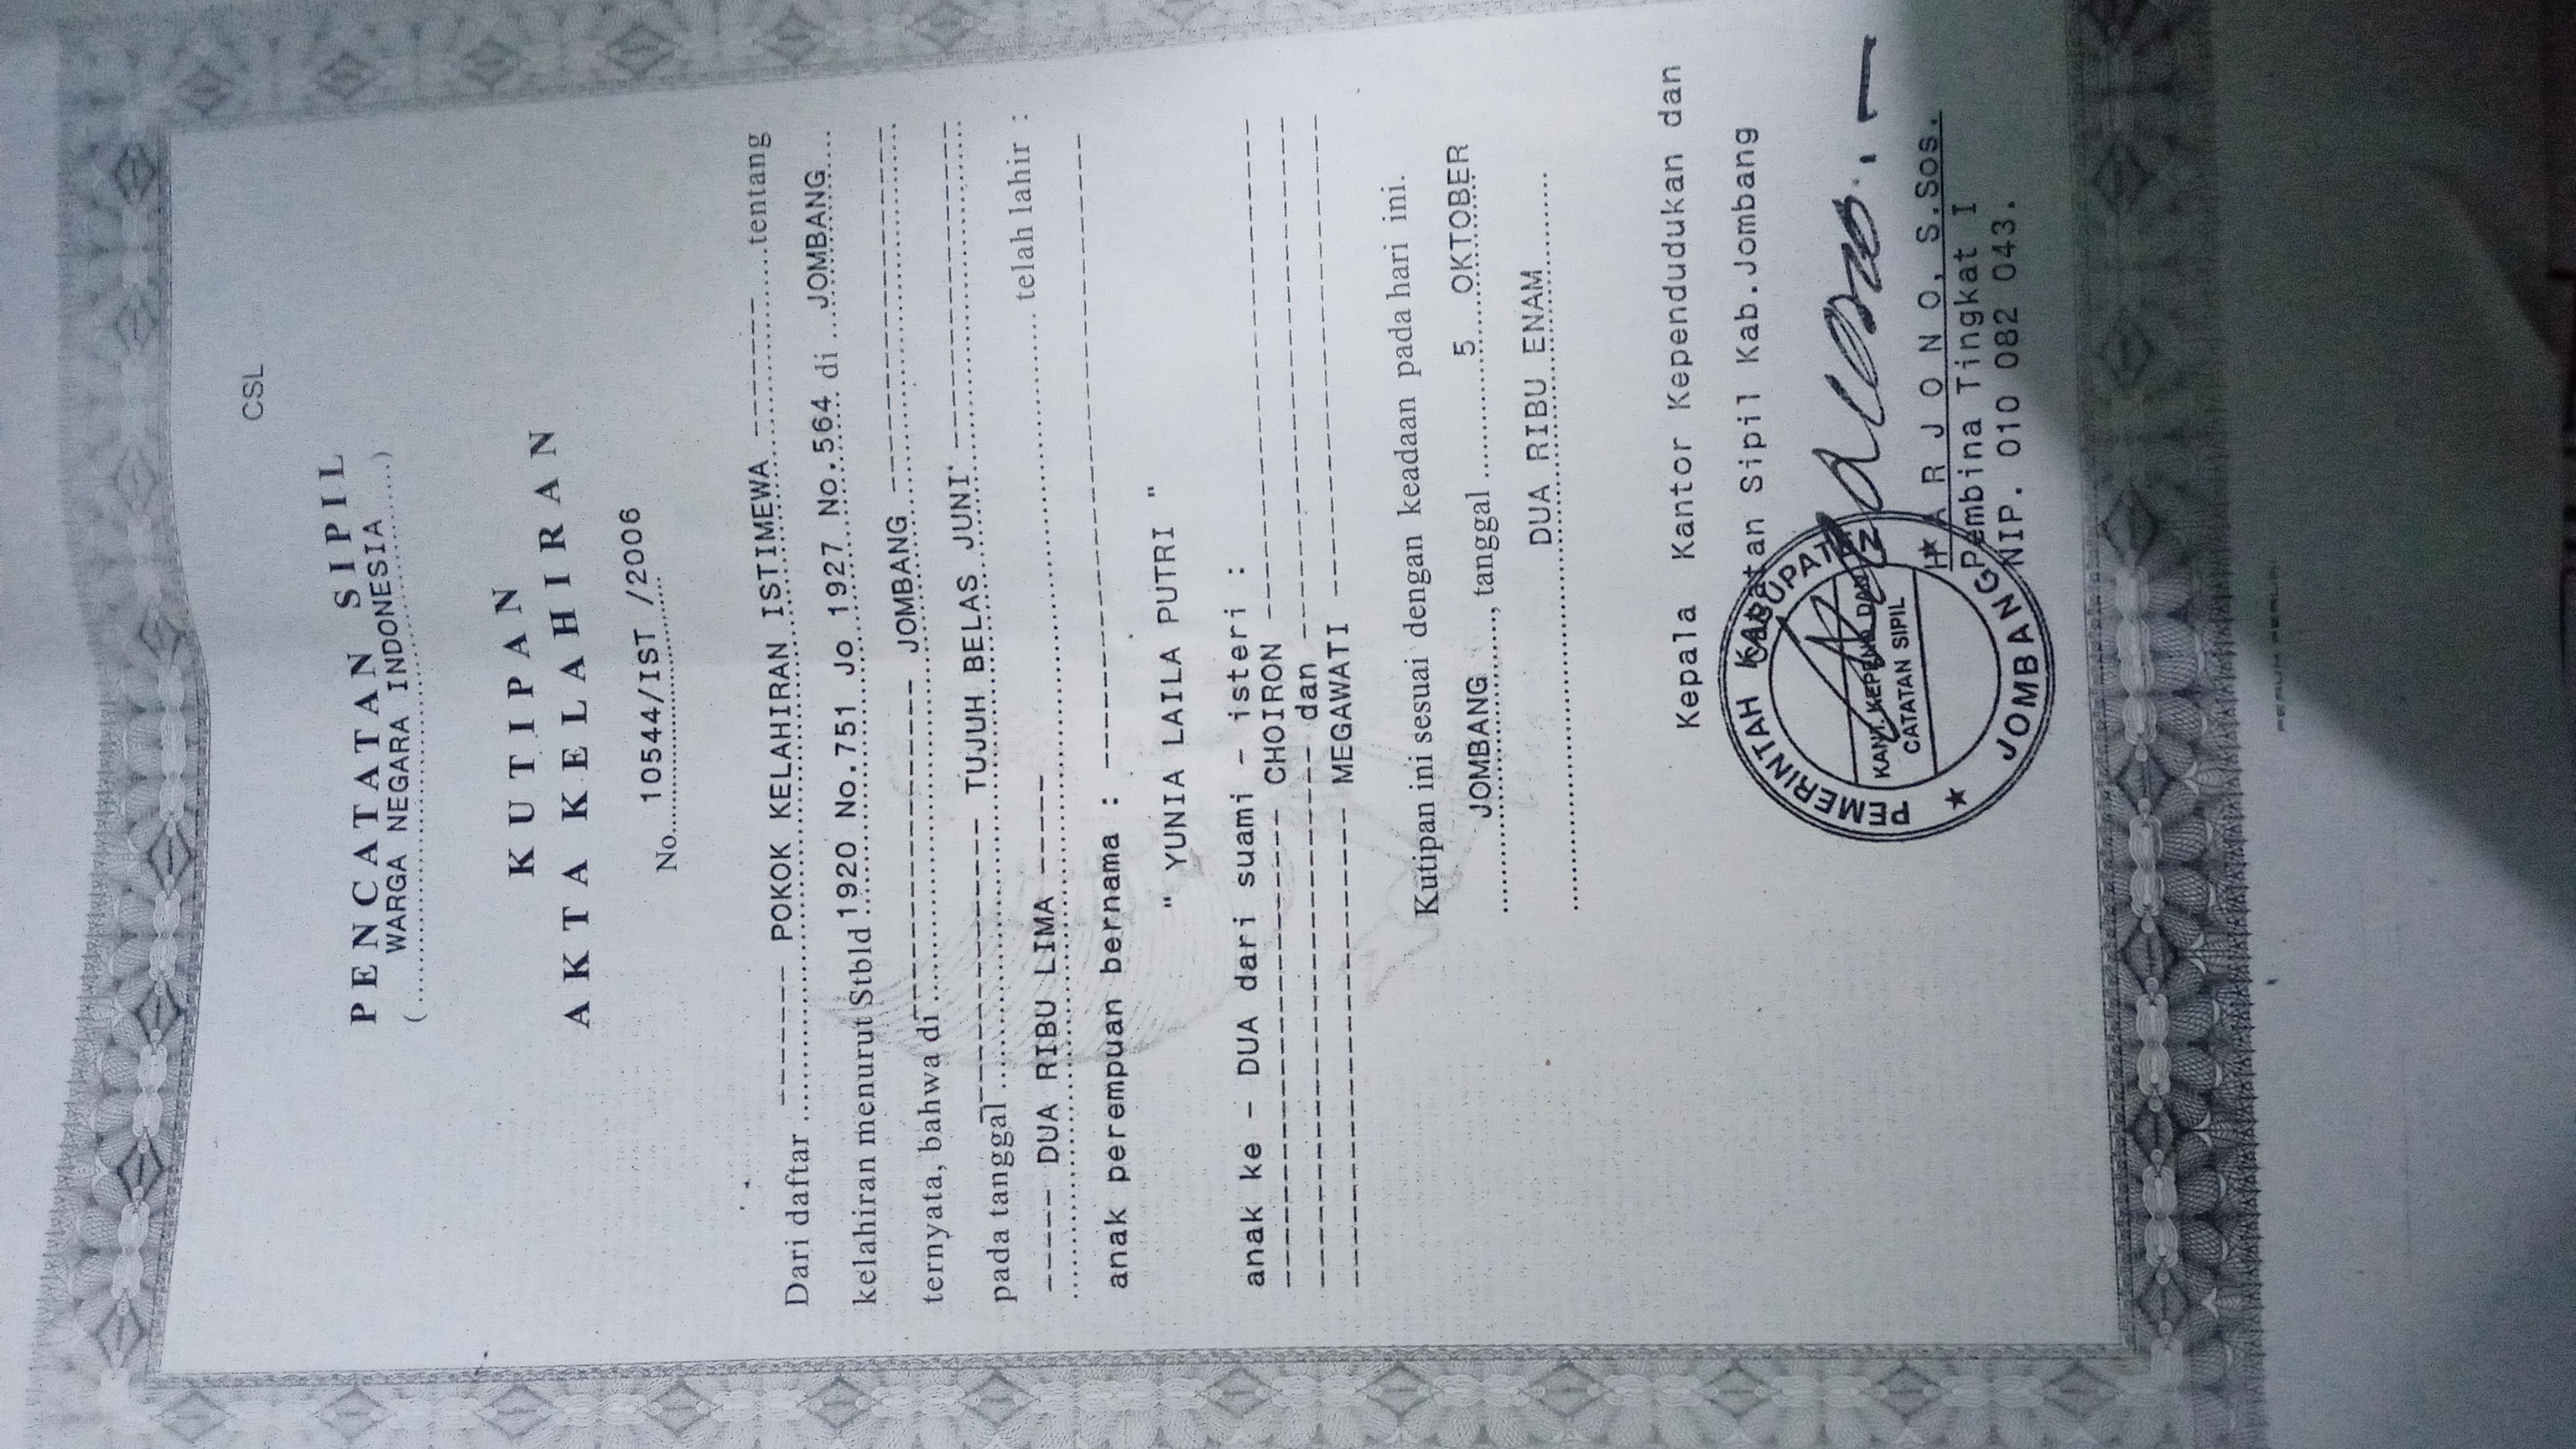 CSL
PENCATATAN SIPIL
( WARGA NEGARA INDONESIA )
KUTIPAN
AKTA KELAHIRAN
No. 10544/IST /2006
Dari daftar ------- POKOK KELAHIRAN ISTIMEWA ------- tentang
kelahiran menurut Stbld 1920 No.751 Jo 1927 No.564 di JOMBANG
ternyata, bahwa di ----------------- JOMBANG ------------------
pada tanggal --------------- TUJUH BELAS JUNI ----------------
----- DUA RIBU LIMA ----- telah lahir :
anak perempuan bernama : -------------------------------
" YUNIA LAILA PUTRI "
anak ke - DUA dari suami - isteri :
----------------------- CHOIRON ------------------------
-------------------------- dan -------------------------
----------------------- MEGAWATI -----------------------
Kutipan ini sesuai dengan keadaan pada hari ini.
JOMBANG, tanggal 5 OKTOBER
DUA RIBU ENAM
Kepala Kantor Kependudukan dan
Catatan Sipil Kab.Jombang
PEMERINTAH KABUPATEN
KANT. KEPEND. DAN
CATATAN SIPIL
JOMBANG
HARJONO, S.Sos.
Pembina Tingkat I
NIP. 010 082 043.
PERUM PERURI